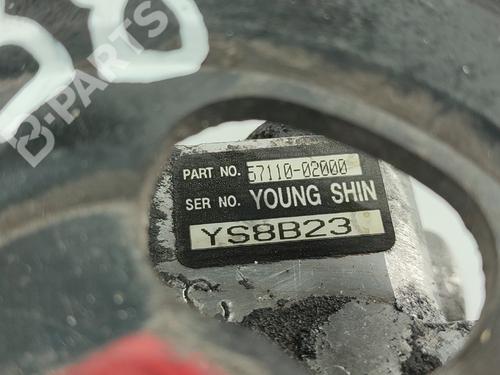 PART NO. 57110-02000
SER NO. YOUNG SHIN
YS8B23
B-PARTS